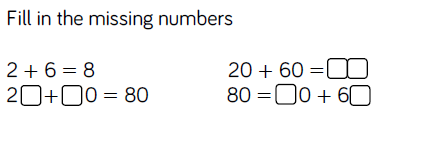 Fill in the missing numbers
2 + 6 = 8
2□+□0 = 80
20 + 60 =□□
80 =□0 + 6□